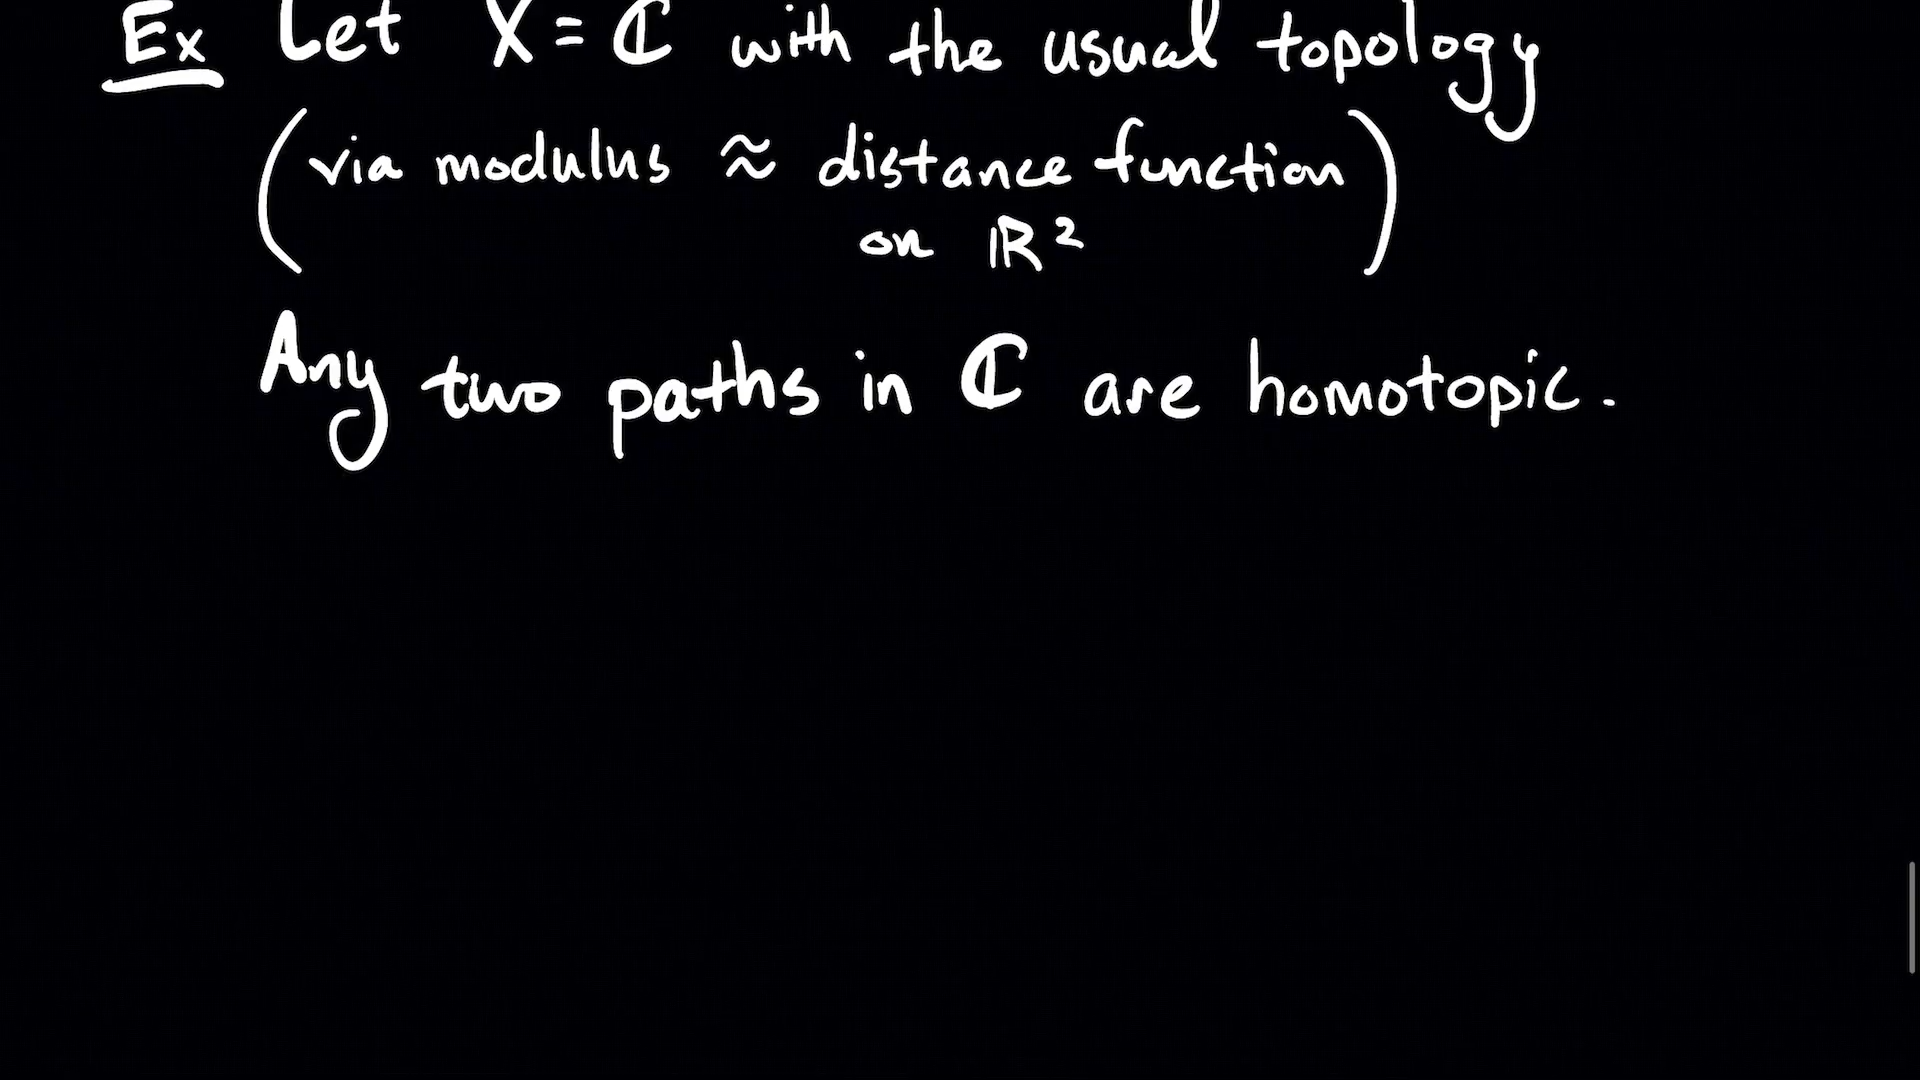 Ex Let X = ℂ with the usual topology
(via modulus ≈ distance function
on ℝ²)
Any two paths in ℂ are homotopic.